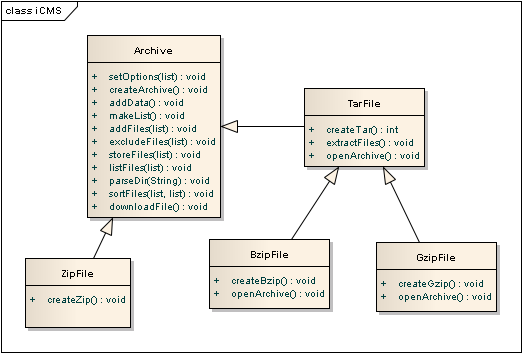 class iCMS
Archive
+ setOptions(list) : void
+ createArchive() : void
+ addData() : void
+ makeList() : void
+ addFiles(list) : void
+ excludeFiles(list) : void
+ storeFiles(list) : void
+ listFiles(list) : void
+ parseDir(String) : void
+ sortFiles(list, list) : void
+ downloadFile() : void
TarFile
+ createTar() : int
+ extractFiles() : void
+ openArchive() : void
ZipFile
+ createZip() : void
BzipFile
+ createBzip() : void
+ openArchive() : void
GzipFile
+ createGzip() : void
+ openArchive() : void